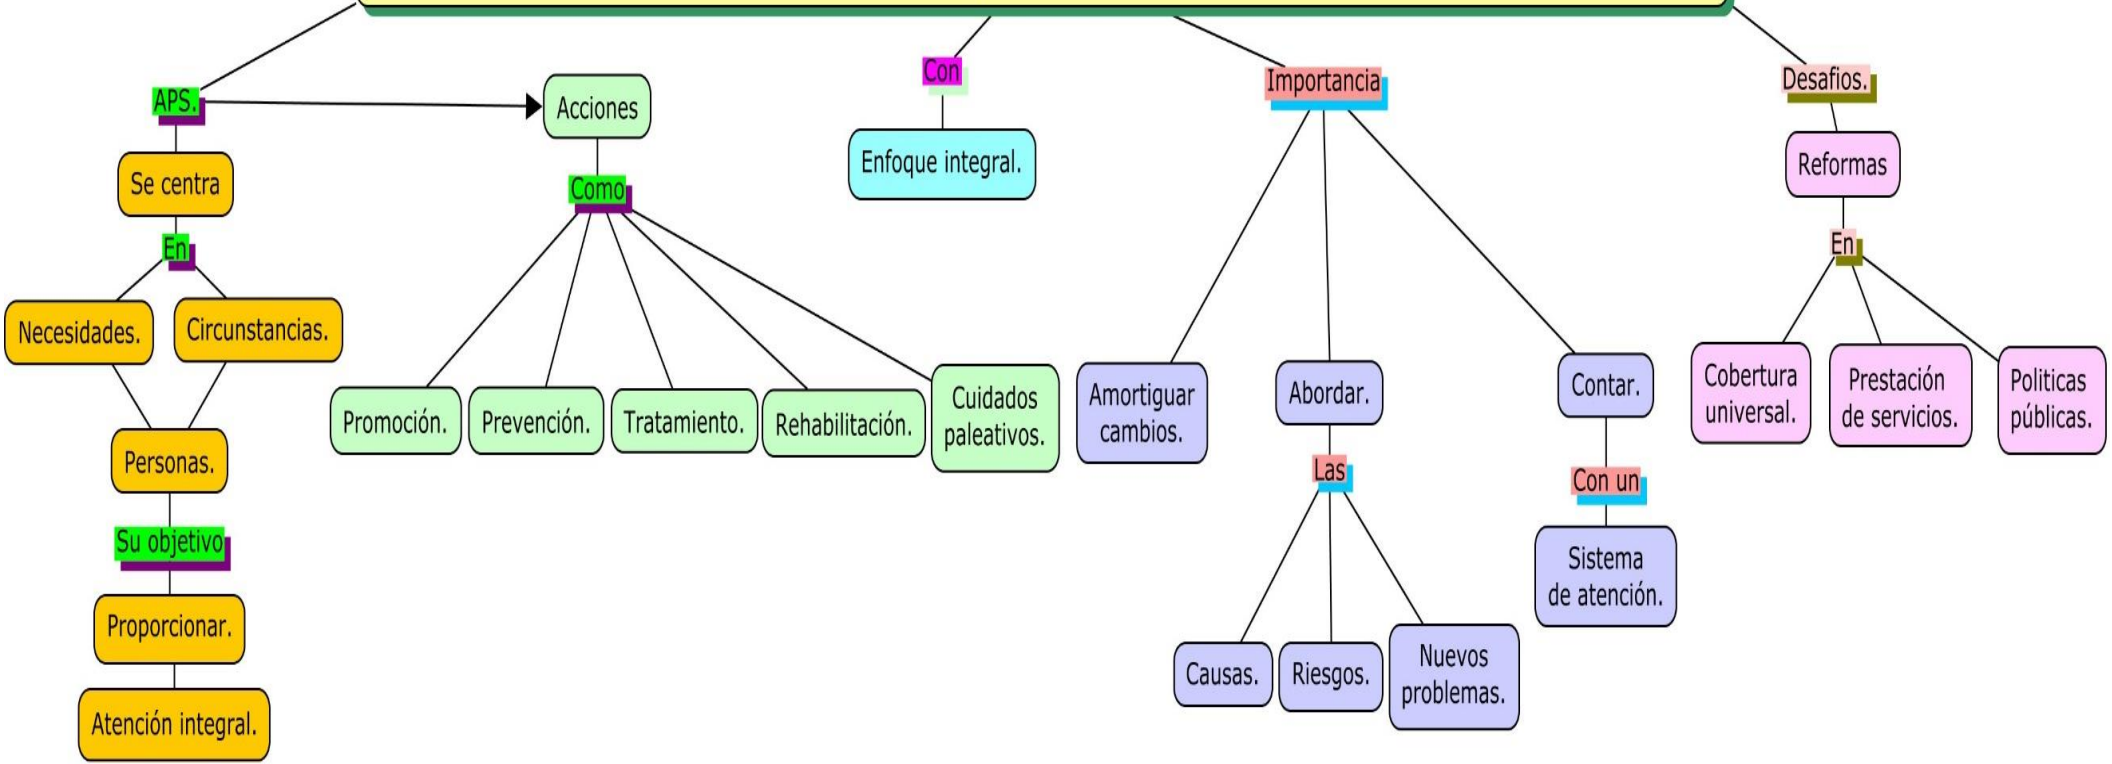 APS.
Acciones
Con
Importancia
Desafios.
Se centra
Como
Enfoque integral.
Reformas
En
En
Necesidades.
Circunstancias.
Promoción.
Prevención.
Tratamiento.
Rehabilitación.
Cuidados
paleativos.
Amortiguar
cambios.
Abordar.
Contar.
Cobertura
universal.
Prestación
de servicios.
Politicas
públicas.
Personas.
Las
Con un
Su objetivo
Sistema
de atención.
Proporcionar.
Causas.
Riesgos.
Nuevos
problemas.
Atención integral.